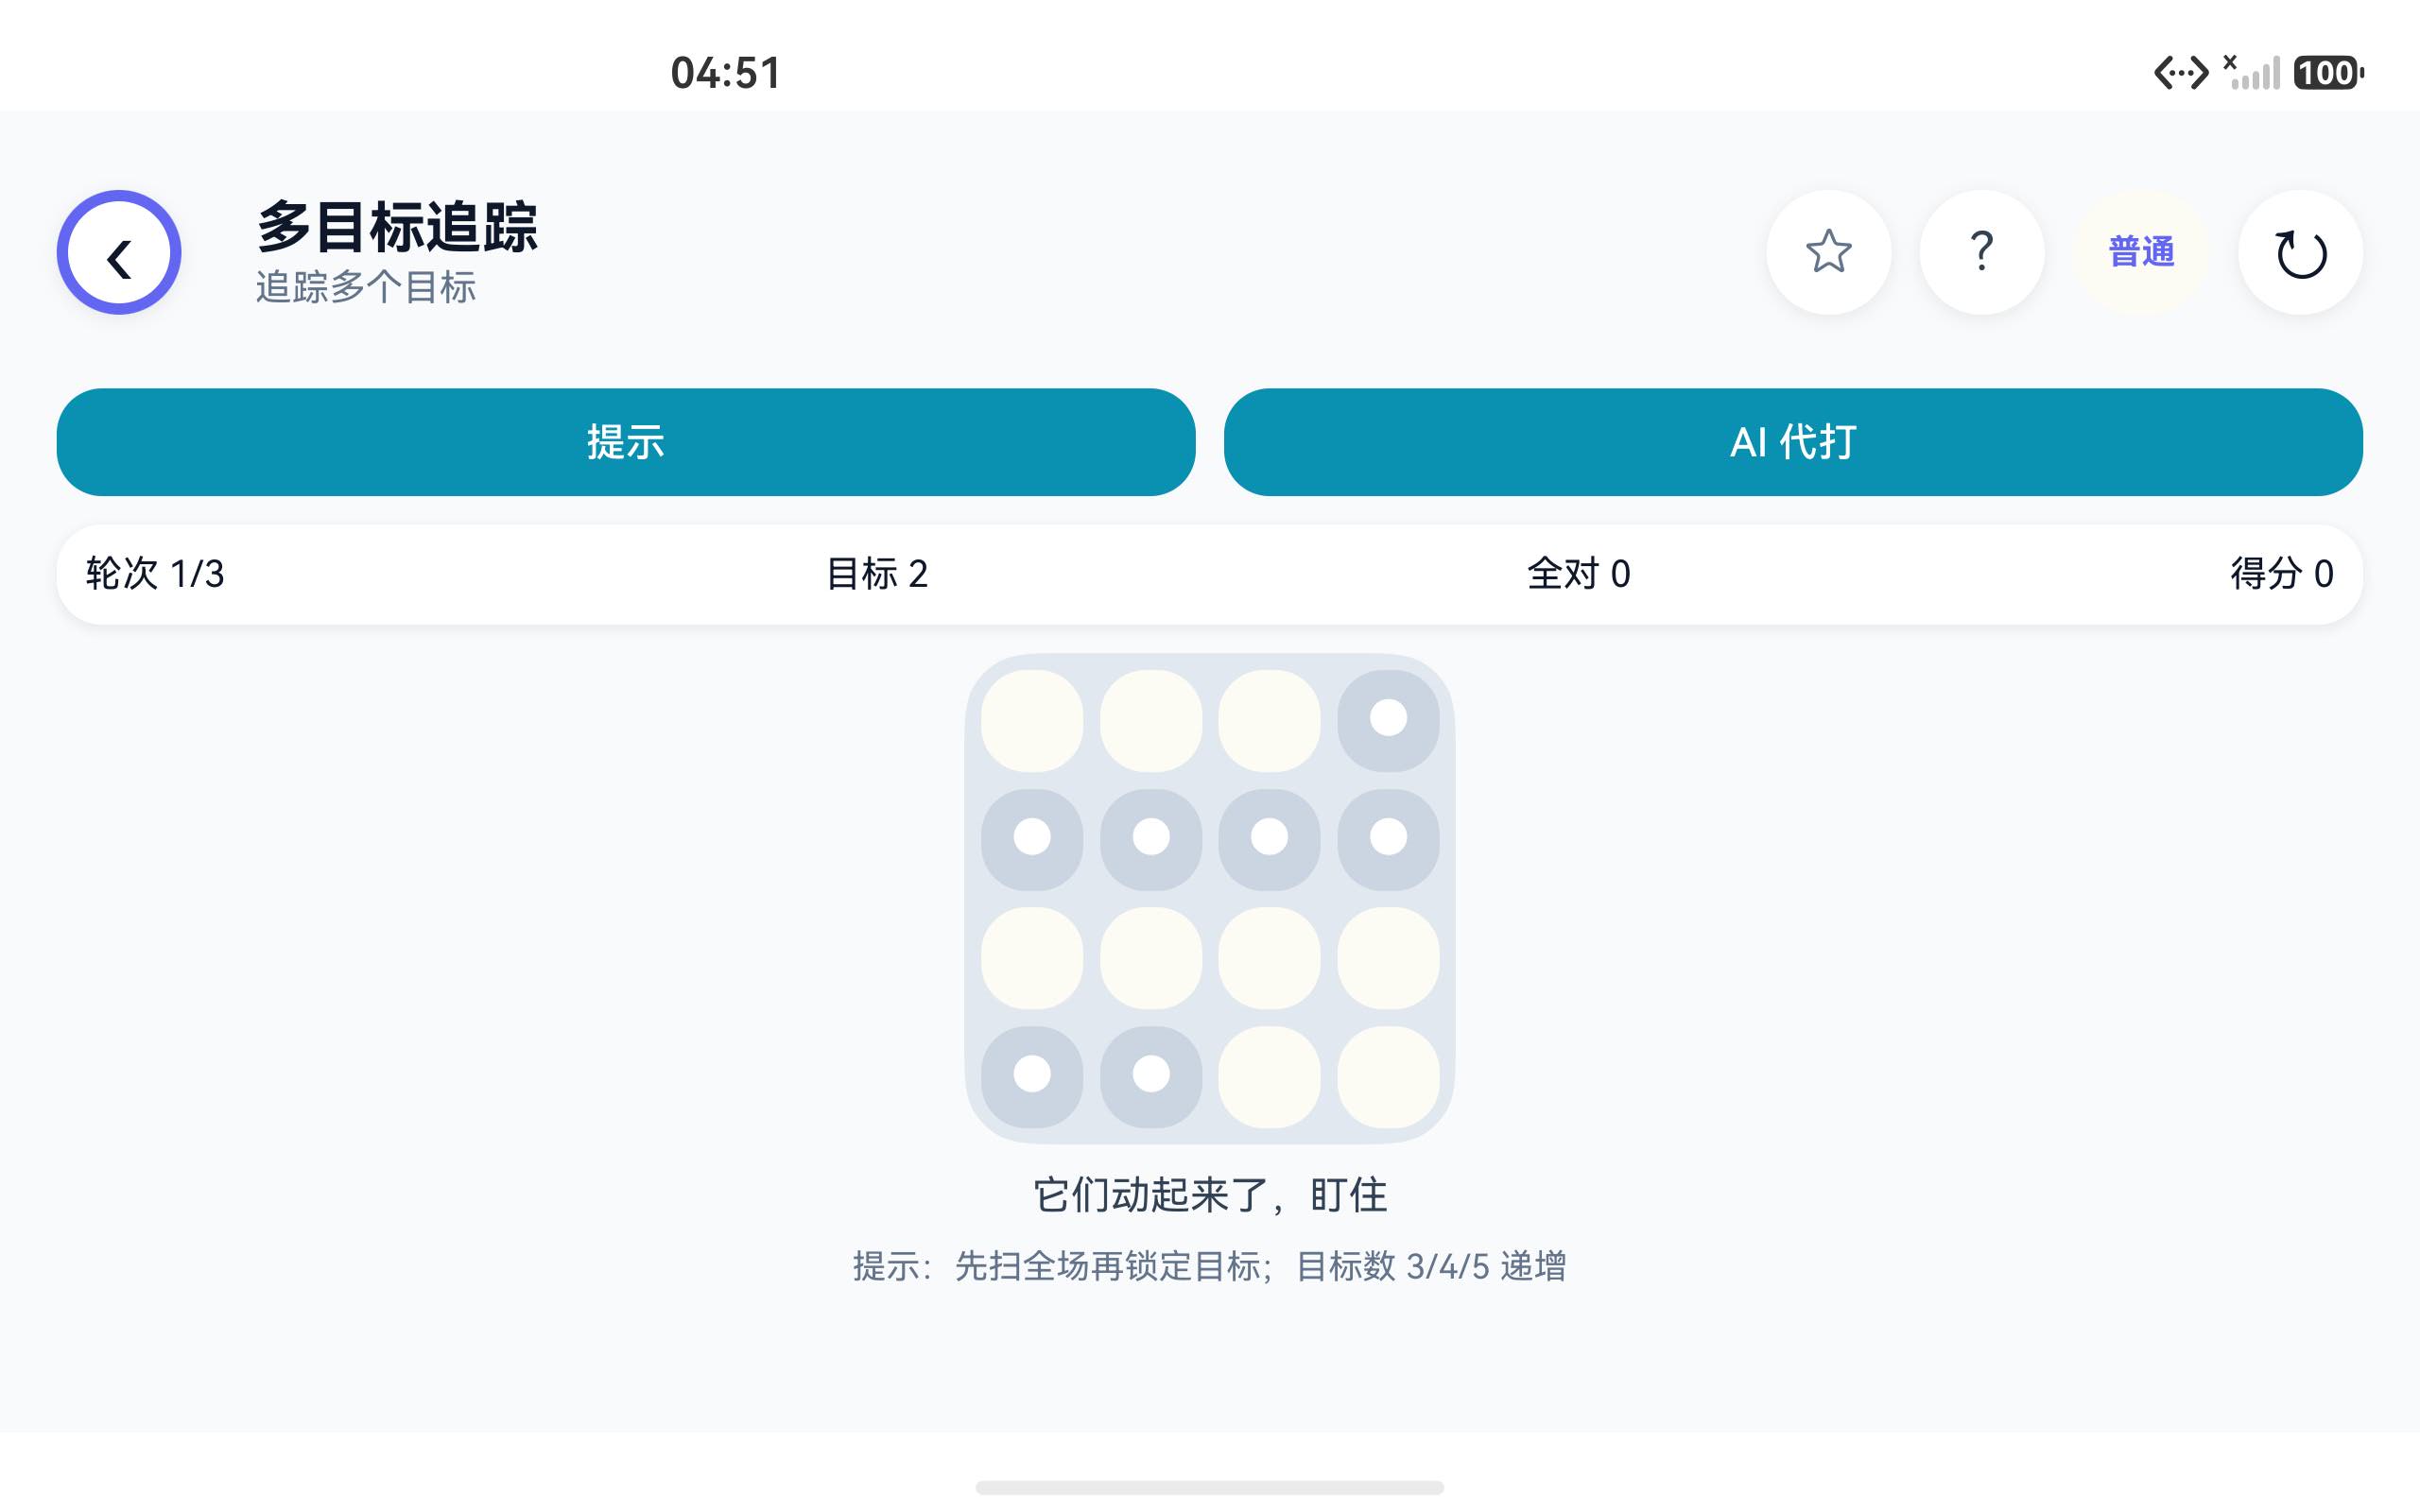 04:51
100
多目标追踪
追踪多个目标
?
普通
提示
AI 代打
轮次 1/3
目标 2
全对 0
得分 0
它们动起来了，盯住
提示：先扫全场再锁定目标；目标数 3/4/5 递增